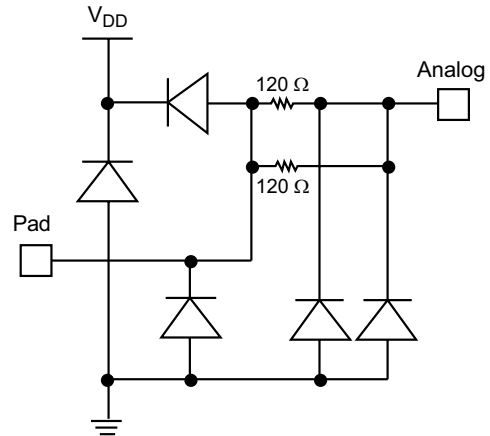 VDD
120 Ω
Analog
120 Ω
Pad